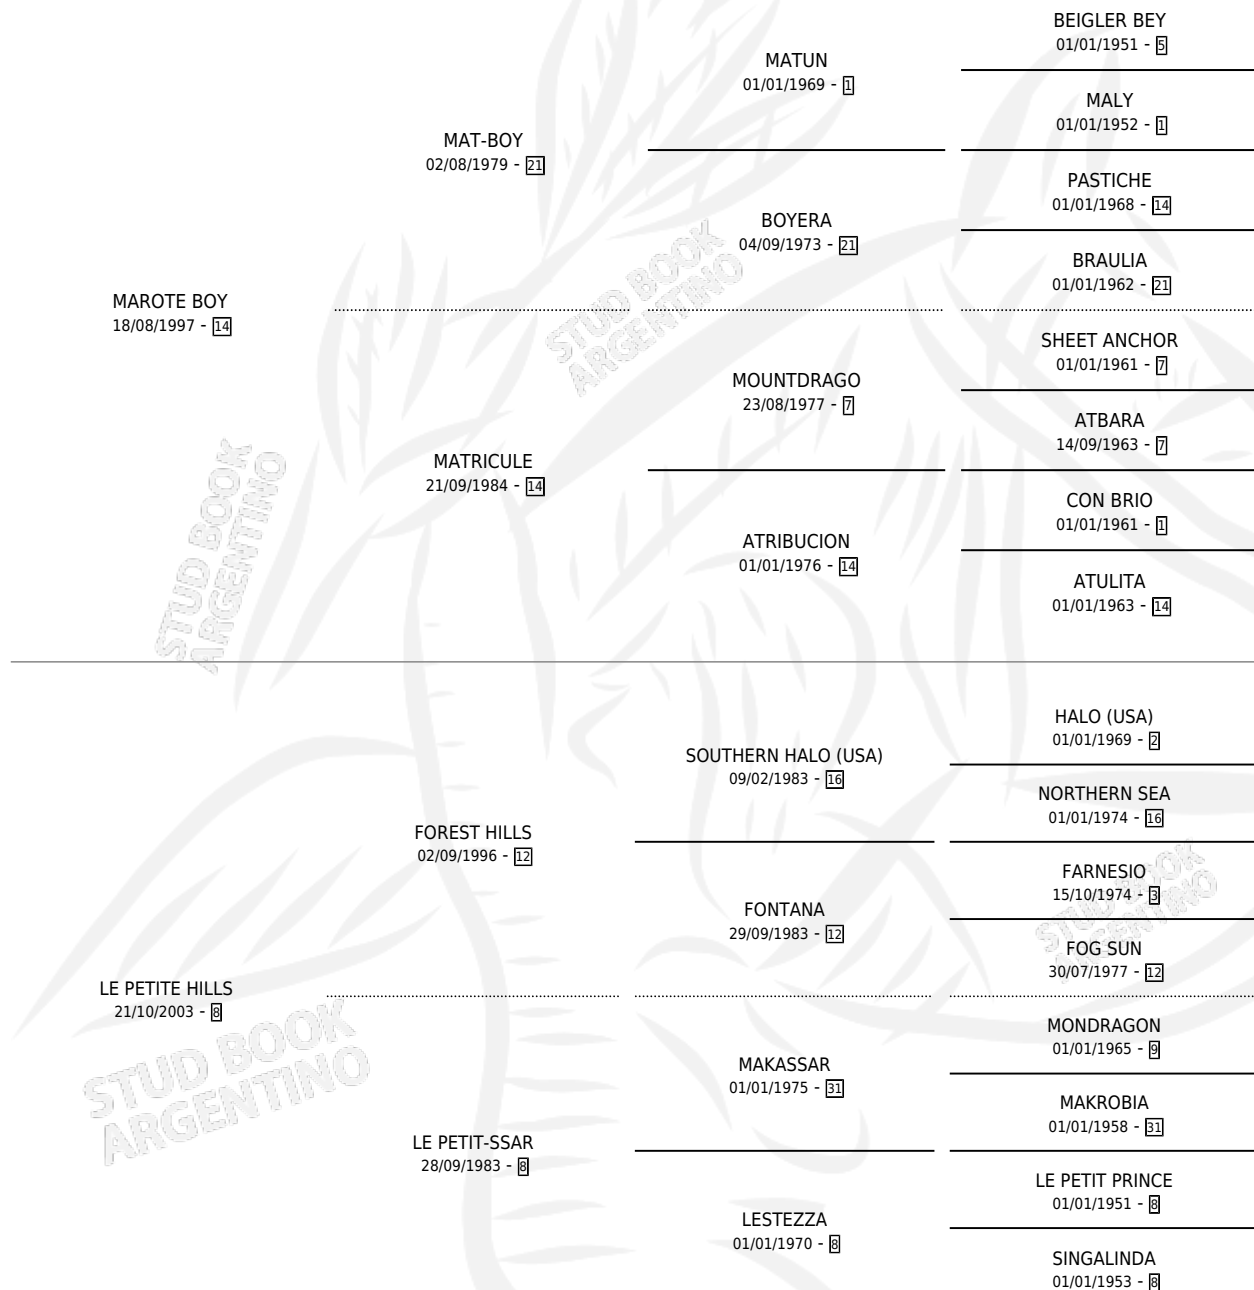 BEIGLER BEY
01/01/1951 - 5
MATUN
01/01/1969 - 1
MALY
01/01/1952 - 1
MAT-BOY
02/08/1979 - 21
PASTICHE
01/01/1968 - 14
BOYERA
04/09/1973 - 21
BRAULIA
01/01/1962 - 21
MAROTE BOY
18/08/1997 - 14
SHEET ANCHOR
01/01/1961 - 7
MOUNTDRAGO
23/08/1977 - 7
ATBARA
14/09/1963 - 7
MATRICULE
21/09/1984 - 14
CON BRIO
01/01/1961 - 1
ATRIBUCION
01/01/1976 - 14
ATULITA
01/01/1963 - 14
HALO (USA)
01/01/1969 - 2
SOUTHERN HALO (USA)
09/02/1983 - 16
NORTHERN SEA
01/01/1974 - 16
FOREST HILLS
02/09/1996 - 12
FARNESIO
15/10/1974 - 3
FONTANA
29/09/1983 - 12
FOG SUN
30/07/1977 - 12
LE PETITE HILLS
21/10/2003 - 8
MONDRAGON
01/01/1965 - 9
MAKASSAR
01/01/1975 - 31
MAKROBIA
01/01/1958 - 31
LE PETIT-SSAR
28/09/1983 - 8
LE PETIT PRINCE
01/01/1951 - 8
LESTEZZA
01/01/1970 - 8
SINGALINDA
01/01/1953 - 8
STUD BOOK
ARGENTINO
STUD BOOK
ARGENTINO
STUD BOOK
ARGENTINO
STUD BOOK
ARGENTINO